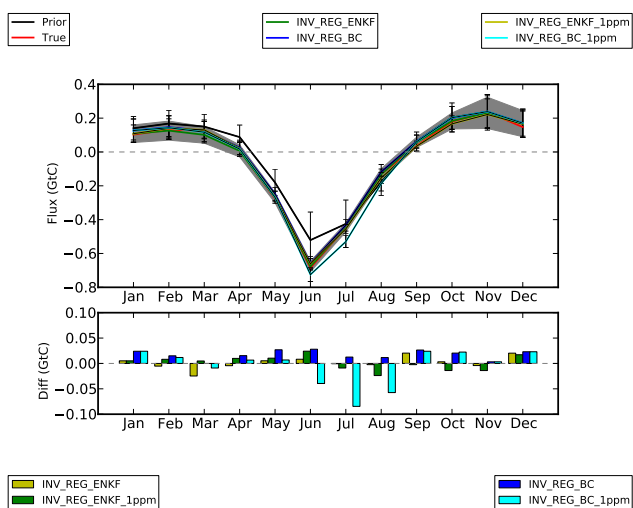 Prior
True
INV_REG_ENKF
INV_REG_BC
INV_REG_ENKF_1ppm
INV_REG_BC_1ppm
Flux (GtC)
0.4
0.2
0.0
−0.2
−0.4
−0.6
−0.8
Jan Feb Mar Apr May Jun Jul Aug Sep Oct Nov Dec
Diff (GtC)
0.10
0.05
0.00
−0.05
−0.10
Jan Feb Mar Apr May Jun Jul Aug Sep Oct Nov Dec
INV_REG_ENKF
INV_REG_ENKF_1ppm
INV_REG_BC
INV_REG_BC_1ppm